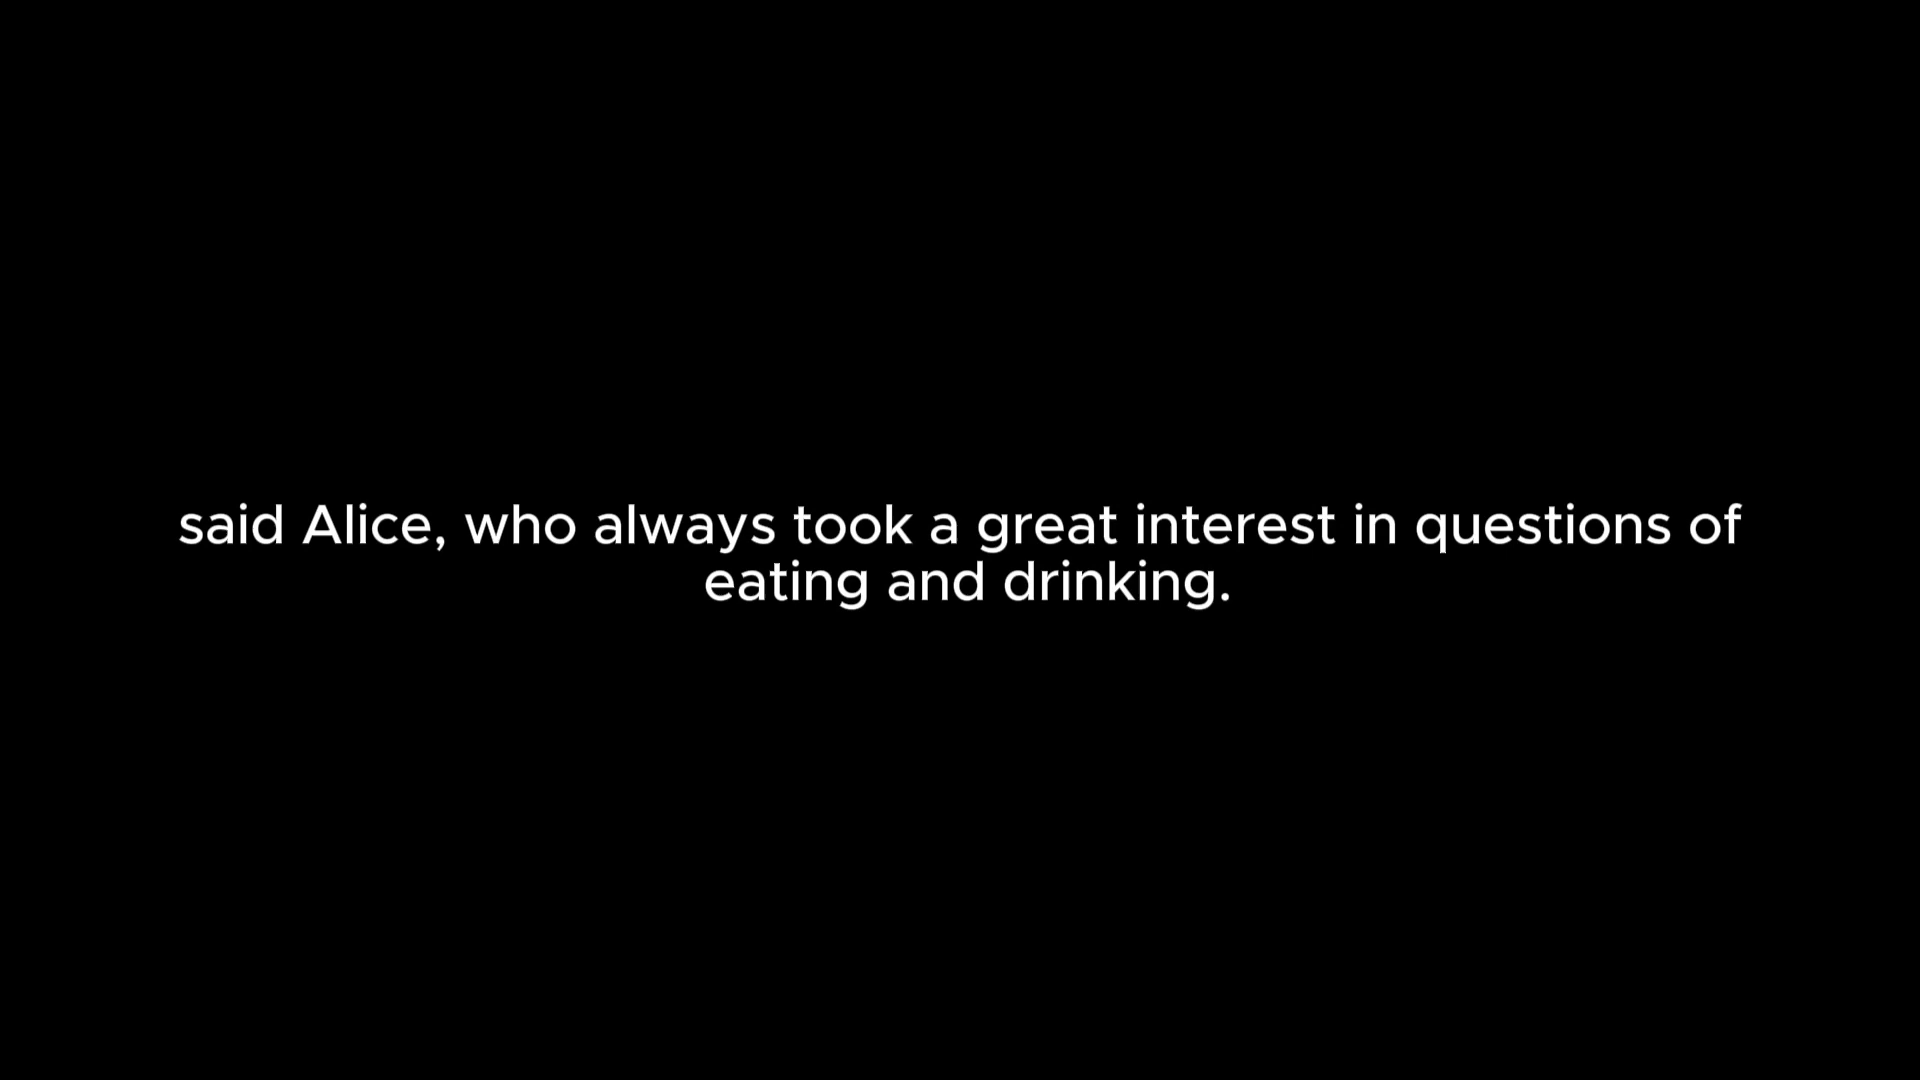 said Alice, who always took a great interest in questions of
eating and drinking.